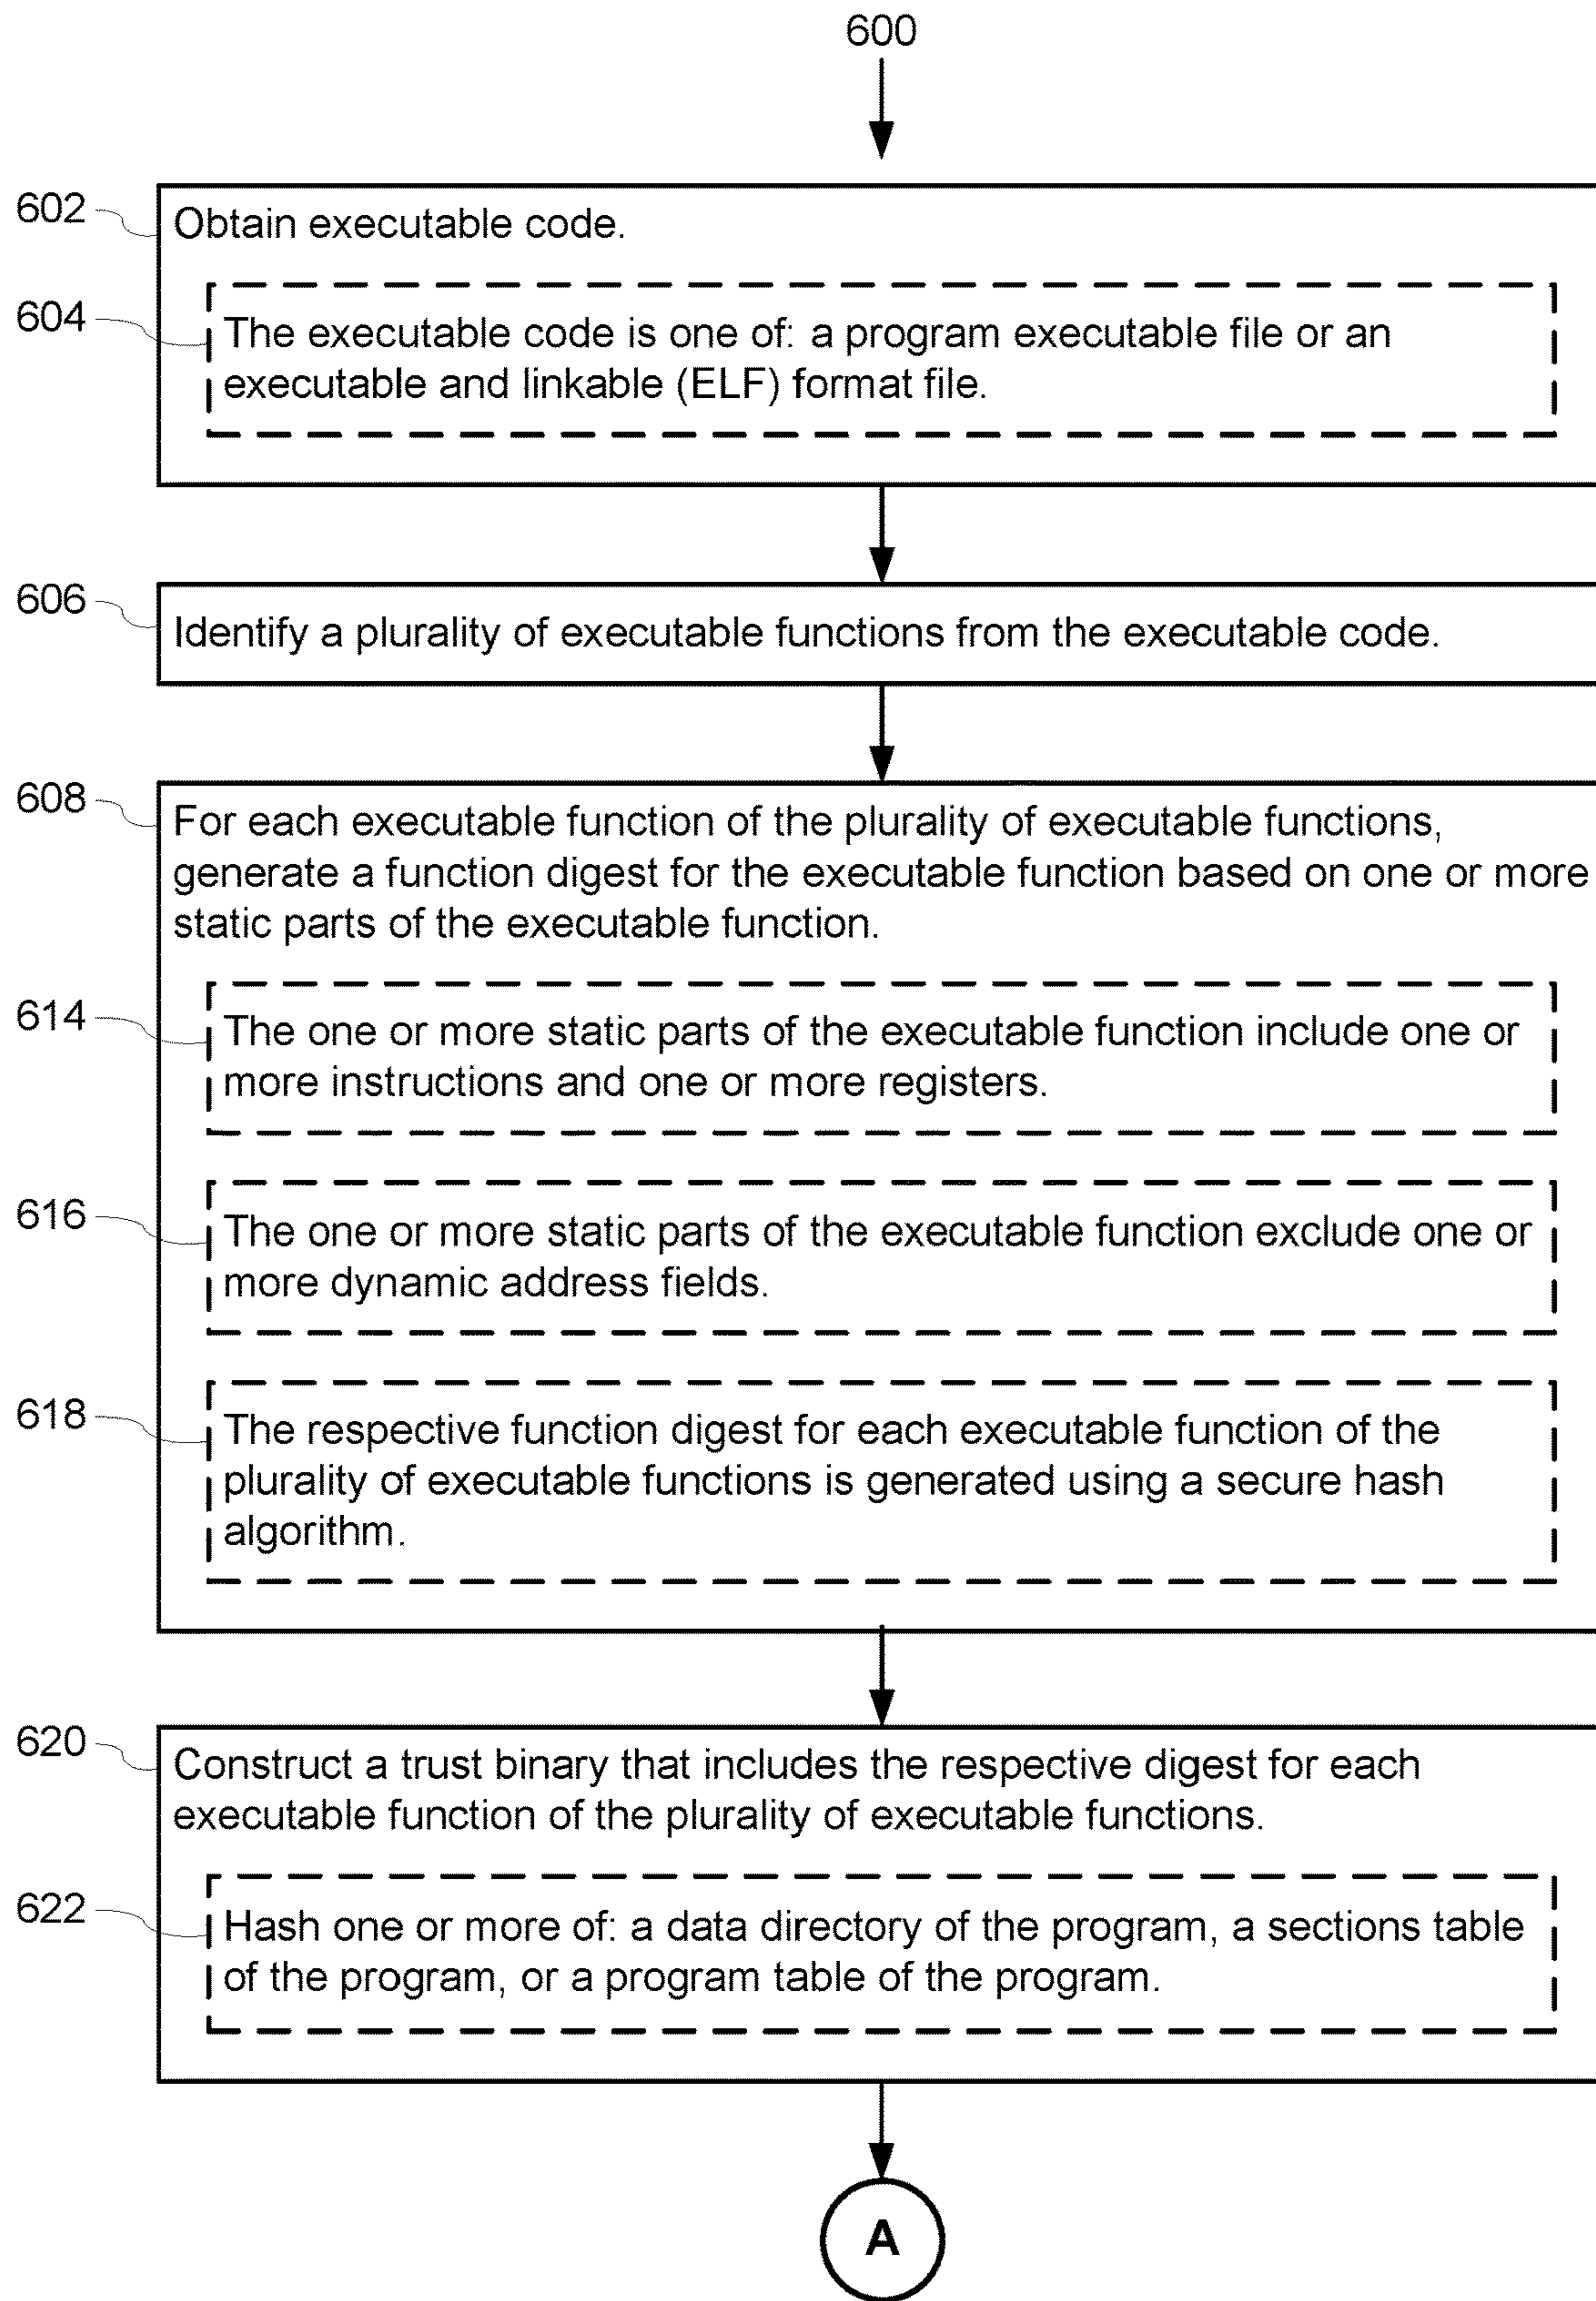 600
602
Obtain executable code.
604
The executable code is one of: a program executable file or an
executable and linkable (ELF) format file.
606
Identify a plurality of executable functions from the executable code.
608
For each executable function of the plurality of executable functions,
generate a function digest for the executable function based on one or more
static parts of the executable function.
614
The one or more static parts of the executable function include one or
more instructions and one or more registers.
616
The one or more static parts of the executable function exclude one or
more dynamic address fields.
618
The respective function digest for each executable function of the
plurality of executable functions is generated using a secure hash
algorithm.
620
Construct a trust binary that includes the respective digest for each
executable function of the plurality of executable functions.
622
Hash one or more of: a data directory of the program, a sections table
of the program, or a program table of the program.
A